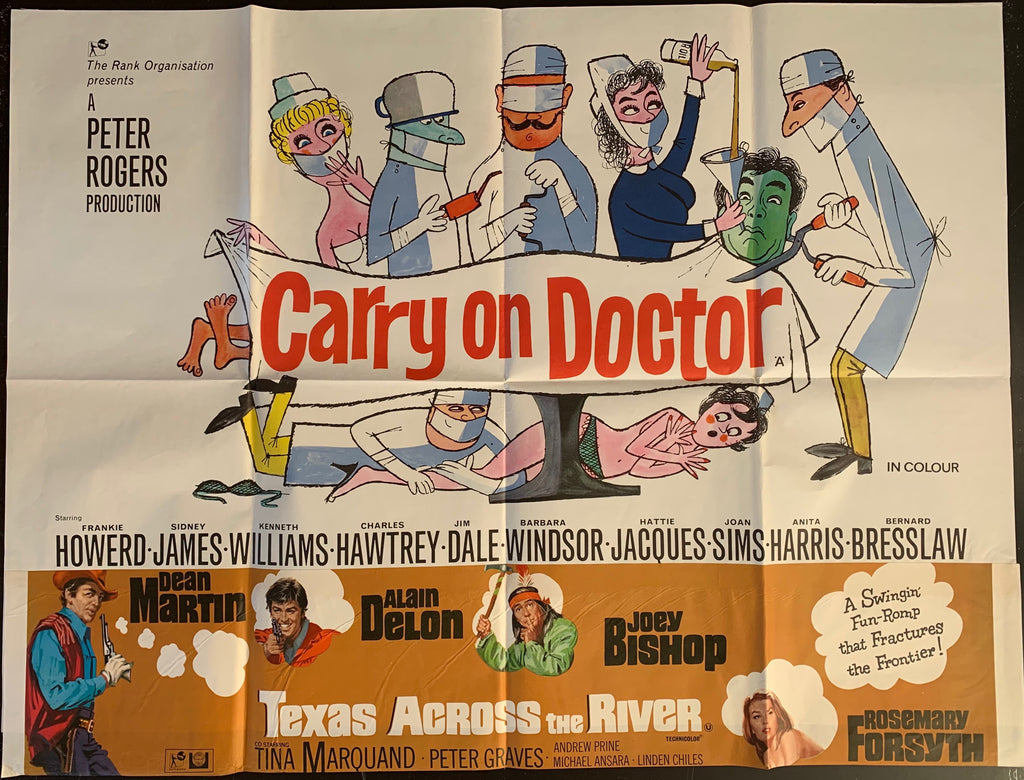 The Rank Organisation
presents
A
PETER
ROGERS
PRODUCTION
OIL
Carry on Doctor
A
IN COLOUR
Starring
FRANKIE SIDNEY KENNETH CHARLES JIM BARBARA HATTIE JOAN ANITA BERNARD
HOWERD·JAMES·WILLIAMS·HAWTREY·DALE·WINDSOR·JACQUES·SIMS·HARRIS·BRESSLAW
DEAN
MARTIN
ALAIN
DELON
JOEY
BISHOP
A Swingin'
Fun-Romp
that Fractures
the Frontier!
TEXAS ACROSS THE RIVER
U
TECHNICOLOR
CO STARRING
TINA MARQUAND · PETER GRAVES · ANDREW PRINE
MICHAEL ANSARA · LINDEN CHILES
ROSEMARY
FORSYTH